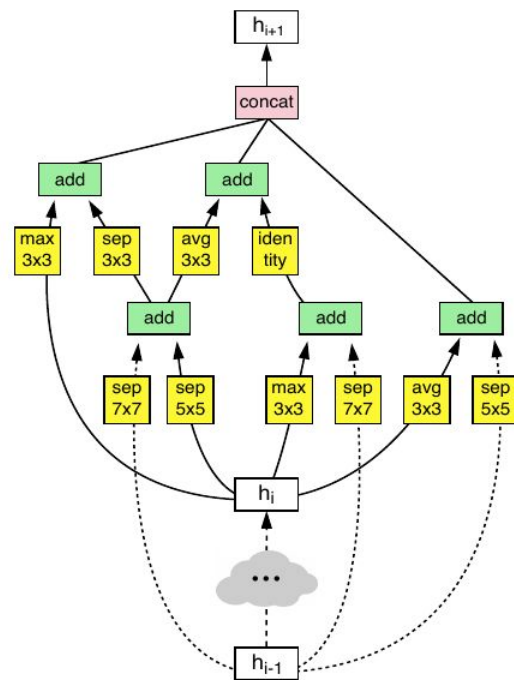 h_{i+1}
concat
add add
max sep avg iden
3x3 3x3 3x3 tity
add add add
sep sep max sep avg sep
7x7 5x5 3x3 7x7 3x3 5x5
h_i
...
h_{i-1}